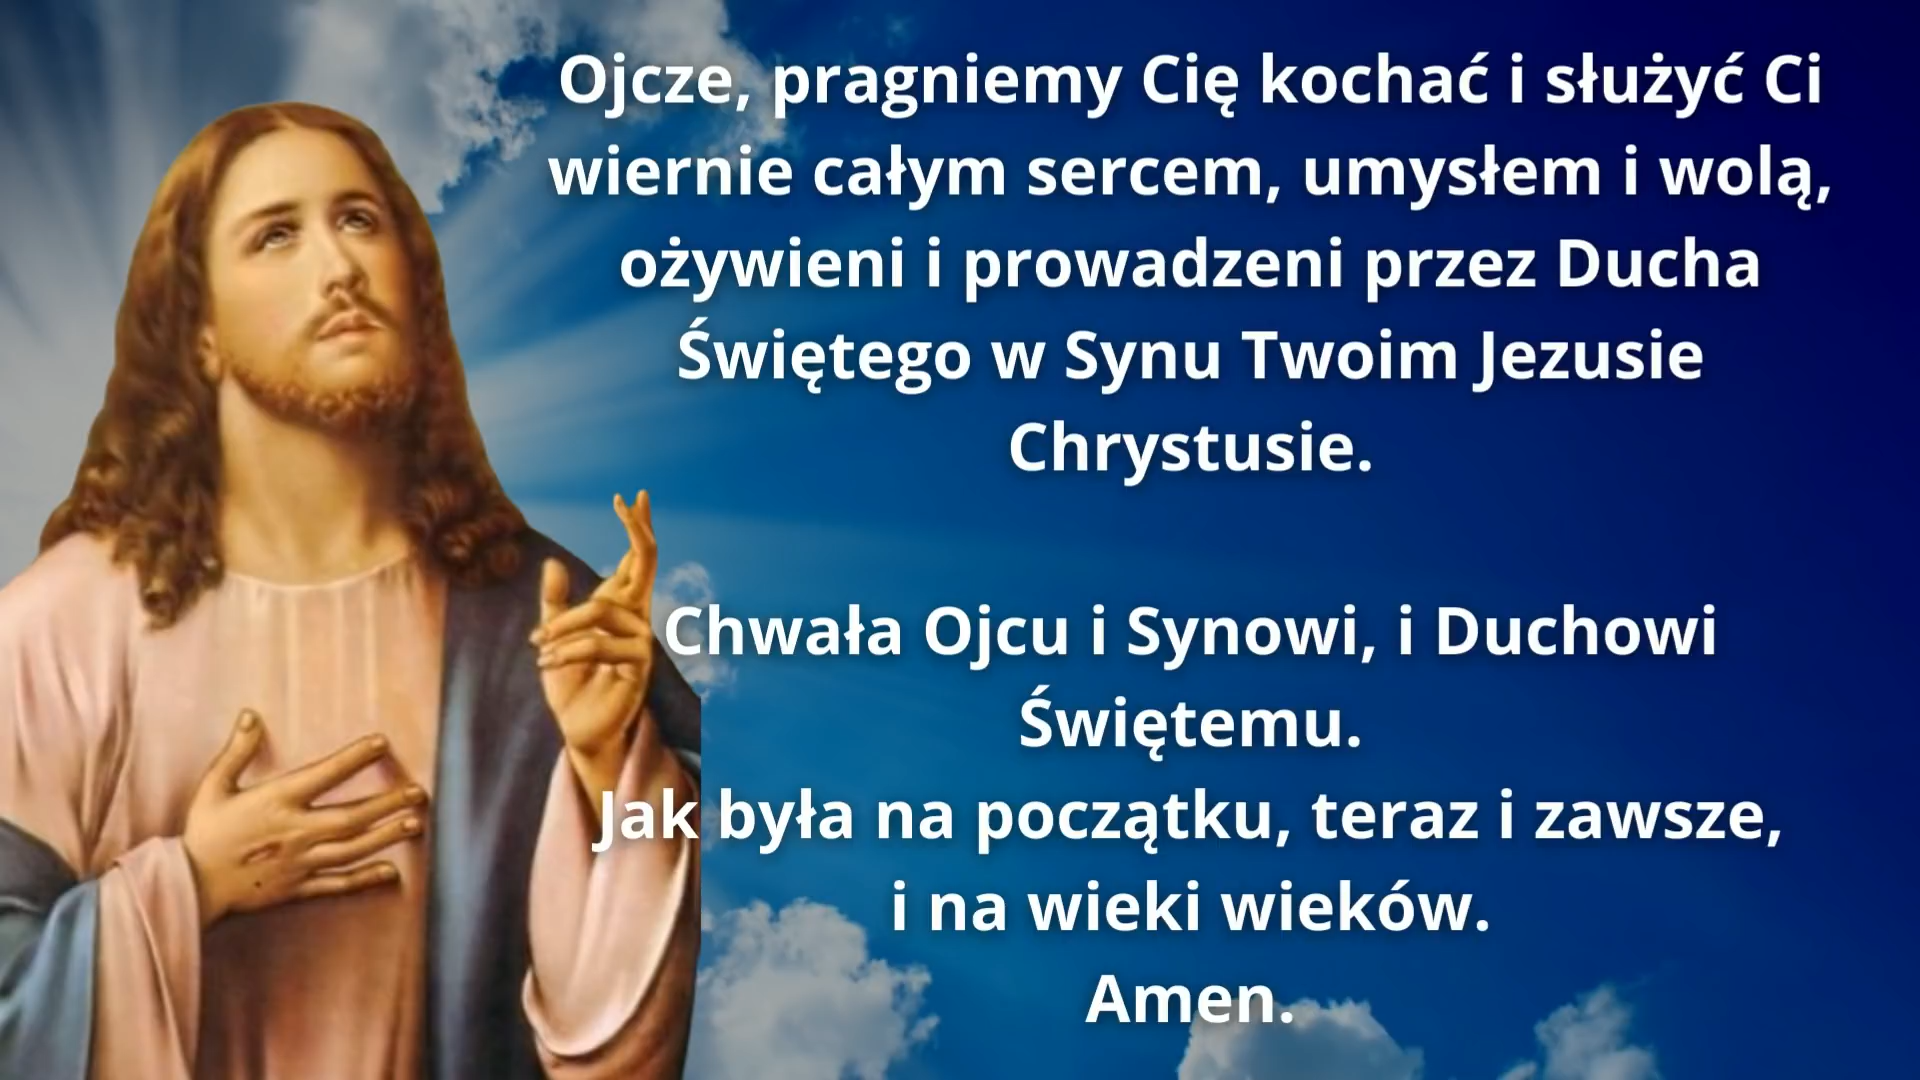 Ojcze, pragniemy Cię kochać i służyć Ci
wiernie całym sercem, umysłem i wolą,
ożywieni i prowadzeni przez Ducha
Świętego w Synu Twoim Jezusie
Chrystusie.
Chwała Ojcu i Synowi, i Duchowi
Świętemu.
Jak była na początku, teraz i zawsze,
i na wieki wieków.
Amen.